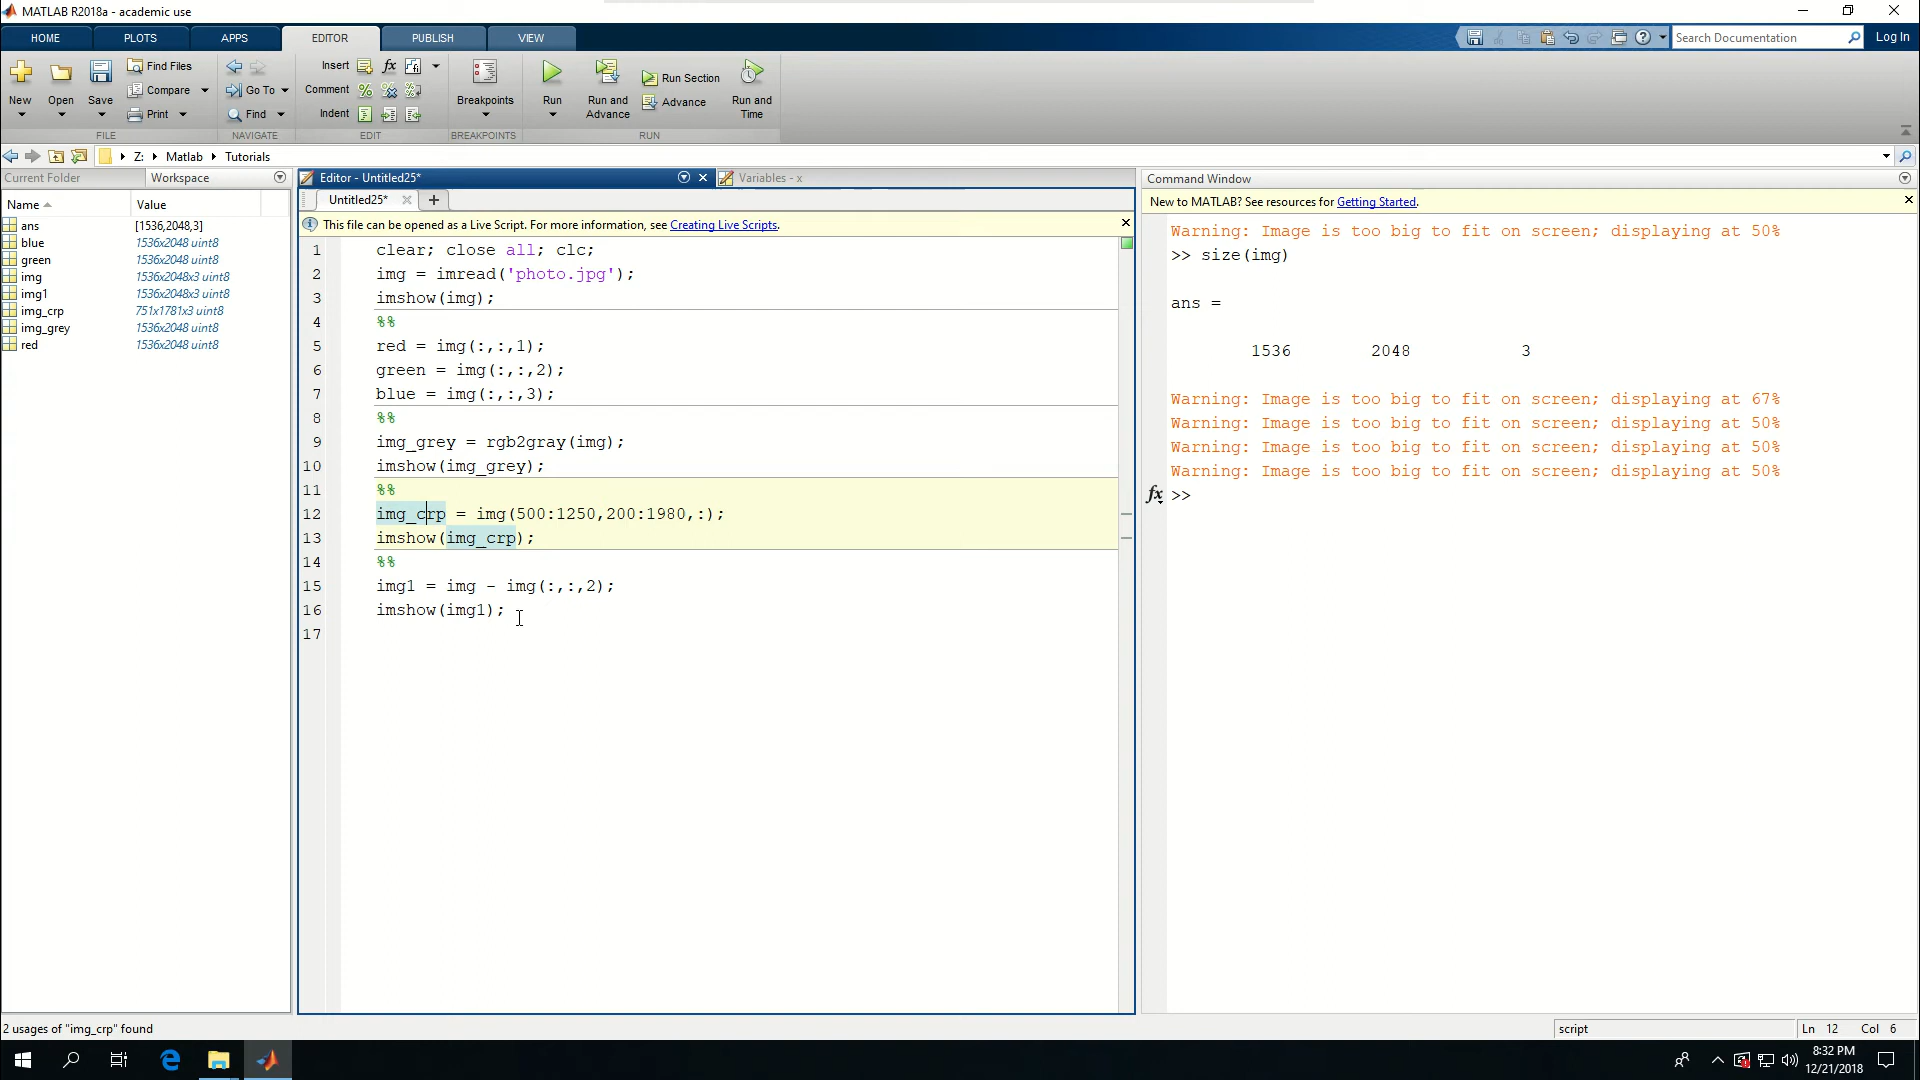 MATLAB R2018a - academic use
HOME PLOTS APPS EDITOR PUBLISH VIEW
Search Documentation
Log In
New
Open
Save
Find Files
Compare
Print
FILE
Go To
Find
NAVIGATE
Insert
Comment
Indent
EDIT
Breakpoints
BREAKPOINTS
Run
Run and
Advance
Run Section
Advance
Run and
Time
RUN
Z: Matlab Tutorials
Current Folder
Workspace
Name Value
ans [1536,2048,3]
blue 1536x2048 uint8
green 1536x2048 uint8
img 1536x2048x3 uint8
img1 1536x2048x3 uint8
img_crp 751x1781x3 uint8
img_grey 1536x2048 uint8
red 1536x2048 uint8
Editor - Untitled25*
Variables - x
Untitled25*
This file can be opened as a Live Script. For more information, see Creating Live Scripts.
1 clear; close all; clc;
2 img = imread('photo.jpg');
3 imshow(img);
4 %%
5 red = img(:,:,1);
6 green = img(:,:,2);
7 blue = img(:,:,3);
8 %%
9 img_grey = rgb2gray(img);
10 imshow(img_grey);
11 %%
12 img_crp = img(500:1250,200:1980,:);
13 imshow(img_crp);
14 %%
15 img1 = img - img(:,:,2);
16 imshow(img1);
17
Command Window
New to MATLAB? See resources for Getting Started.
Warning: Image is too big to fit on screen; displaying at 50%
>> size(img)
ans =
1536 2048 3
Warning: Image is too big to fit on screen; displaying at 67%
Warning: Image is too big to fit on screen; displaying at 50%
Warning: Image is too big to fit on screen; displaying at 50%
Warning: Image is too big to fit on screen; displaying at 50%
fx >>
2 usages of "img_crp" found
script
Ln 12 Col 6
8:32 PM
12/21/2018